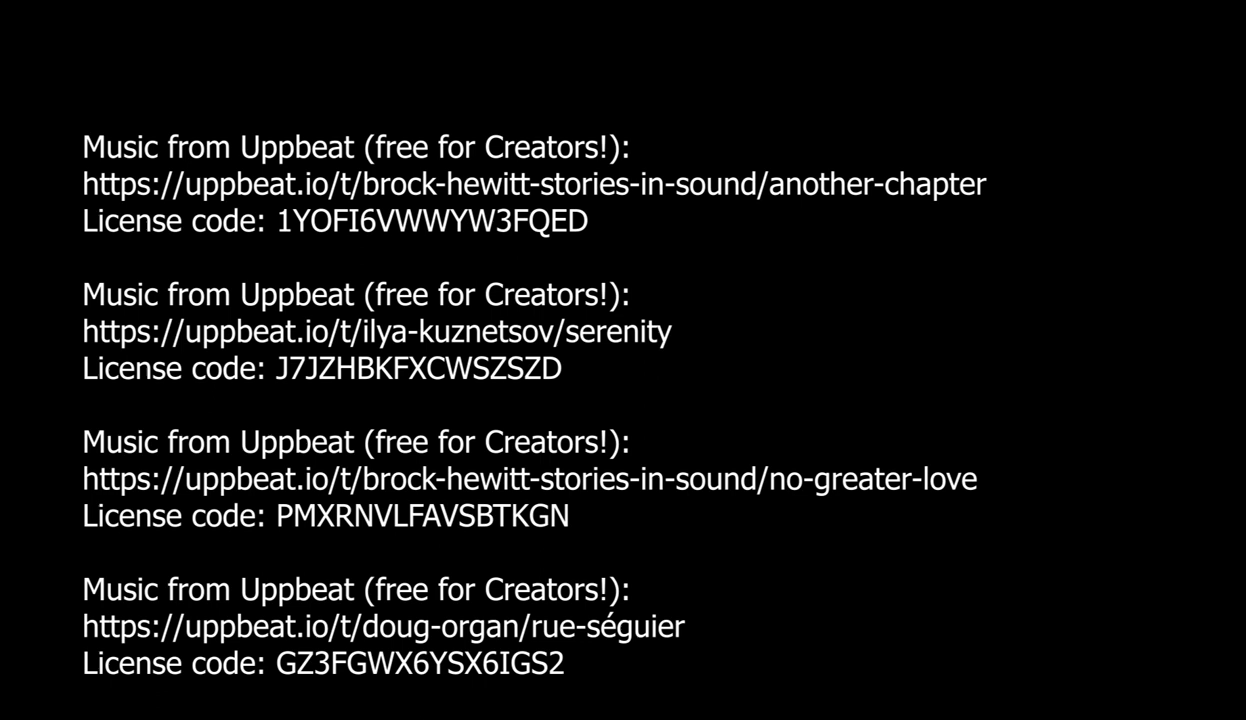 Music from Uppbeat (free for Creators!):
https://uppbeat.io/t/brock-hewitt-stories-in-sound/another-chapter
License code: 1YOFI6VWWYW3FQED
Music from Uppbeat (free for Creators!):
https://uppbeat.io/t/ilya-kuznetsov/serenity
License code: J7JZHBKFXCWSZSZD
Music from Uppbeat (free for Creators!):
https://uppbeat.io/t/brock-hewitt-stories-in-sound/no-greater-love
License code: PMXRNVLFAVSBTKGN
Music from Uppbeat (free for Creators!):
https://uppbeat.io/t/doug-organ/rue-séguier
License code: GZ3FGWX6YSX6IGS2